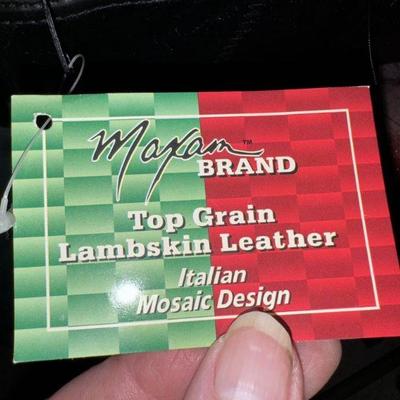 Maxam™
BRAND
Top Grain
Lambskin Leather
Italian
Mosaic Design